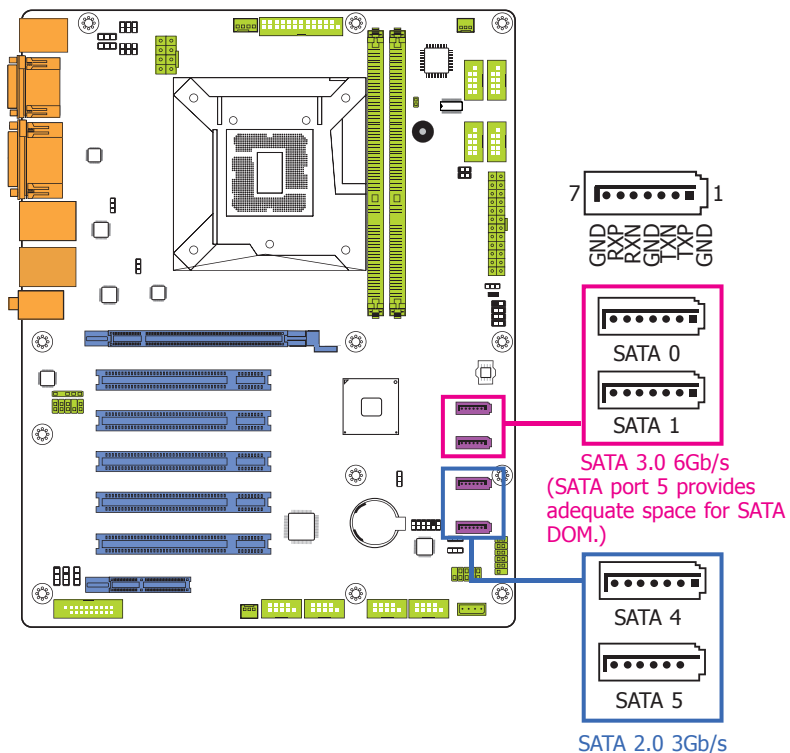 7 1
GND
RXP
RXN
GND
TXN
TXP
GND
SATA 0
SATA 1
SATA 3.0 6Gb/s
(SATA port 5 provides
adequate space for SATA
DOM.)
SATA 4
SATA 5
SATA 2.0 3Gb/s